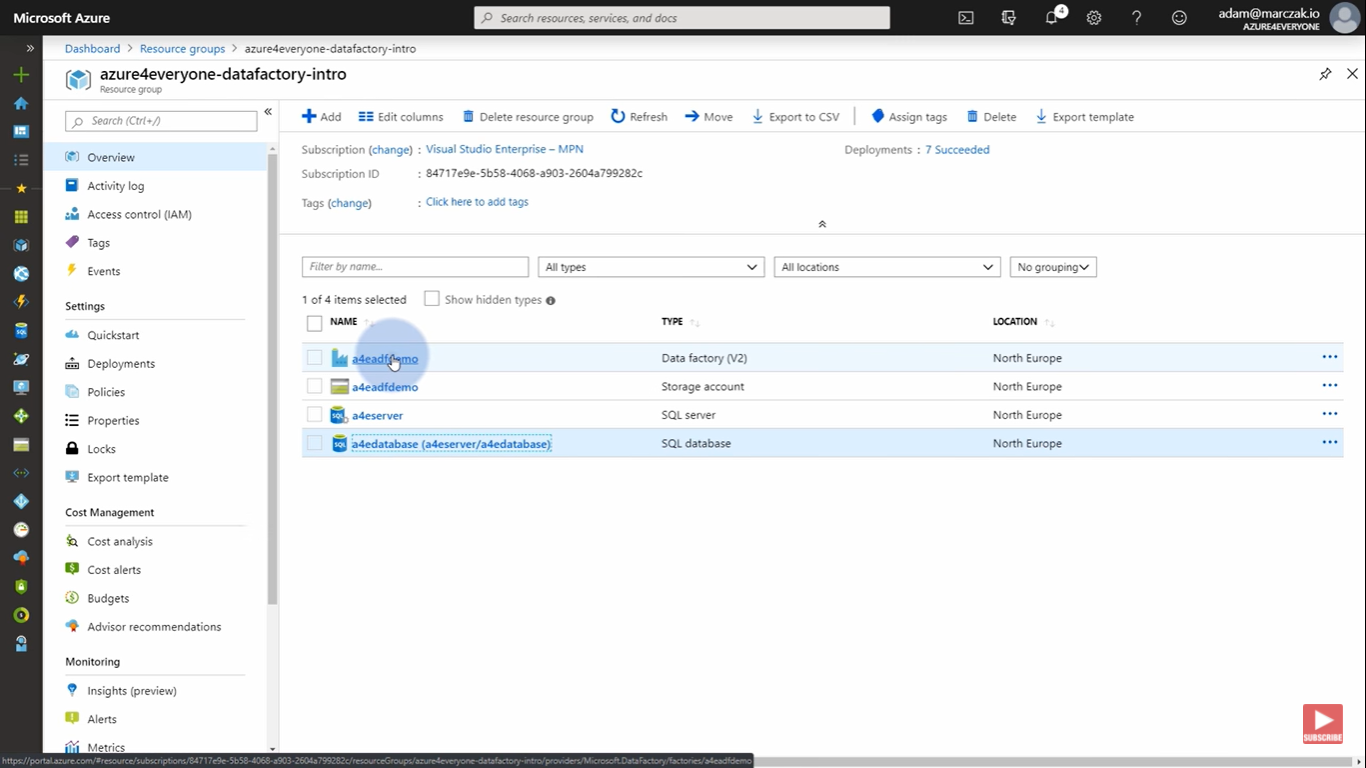 Microsoft Azure
Search resources, services, and docs
4
adam@marczak.io
AZURE4EVERYONE
Dashboard > Resource groups > azure4everyone-datafactory-intro
azure4everyone-datafactory-intro
Resource group
Search (Ctrl+/)
Overview
Activity log
Access control (IAM)
Tags
Events
Settings
Quickstart
Deployments
Policies
Properties
Locks
Export template
Cost Management
Cost analysis
Cost alerts
Budgets
Advisor recommendations
Monitoring
Insights (preview)
Alerts
Metrics
Add Edit columns Delete resource group Refresh Move Export to CSV Assign tags Delete Export template
Subscription (change) : Visual Studio Enterprise – MPN Deployments : 7 Succeeded
Subscription ID : 84717e9e-5b58-4068-a903-2604a799282c
Tags (change) : Click here to add tags
Filter by name... All types All locations No grouping
1 of 4 items selected Show hidden types
NAME TYPE LOCATION
a4eadfdemo Data factory (V2) North Europe
a4eadfdemo Storage account North Europe
SQL a4eserver SQL server North Europe
SQL a4edatabase (a4eserver/a4edatabase) SQL database North Europe
SUBSCRIBE
https://portal.azure.com/#resource/subscriptions/84717e9e-5b58-4068-a903-2604a799282c/resourceGroups/azure4everyone-datafactory-intro/providers/Microsoft.DataFactory/factories/a4eadfdemo